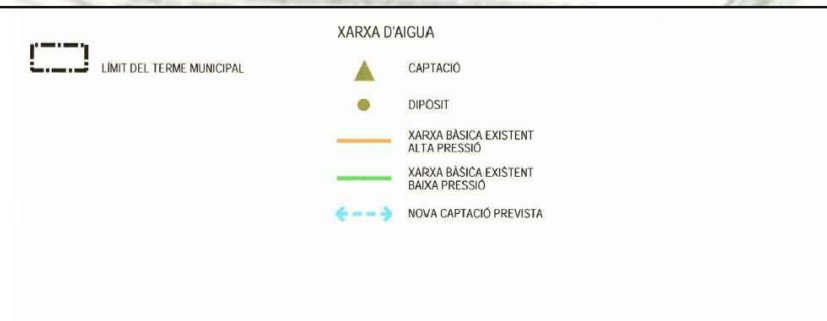 XARXA D'AIGUA
LÍMIT DEL TERME MUNICIPAL
CAPTACIÓ
DIPÒSIT
XARXA BÀSICA EXISTENT
ALTA PRESSIÓ
XARXA BÀSICA EXISTENT
BAIXA PRESSIÓ
NOVA CAPTACIÓ PREVISTA